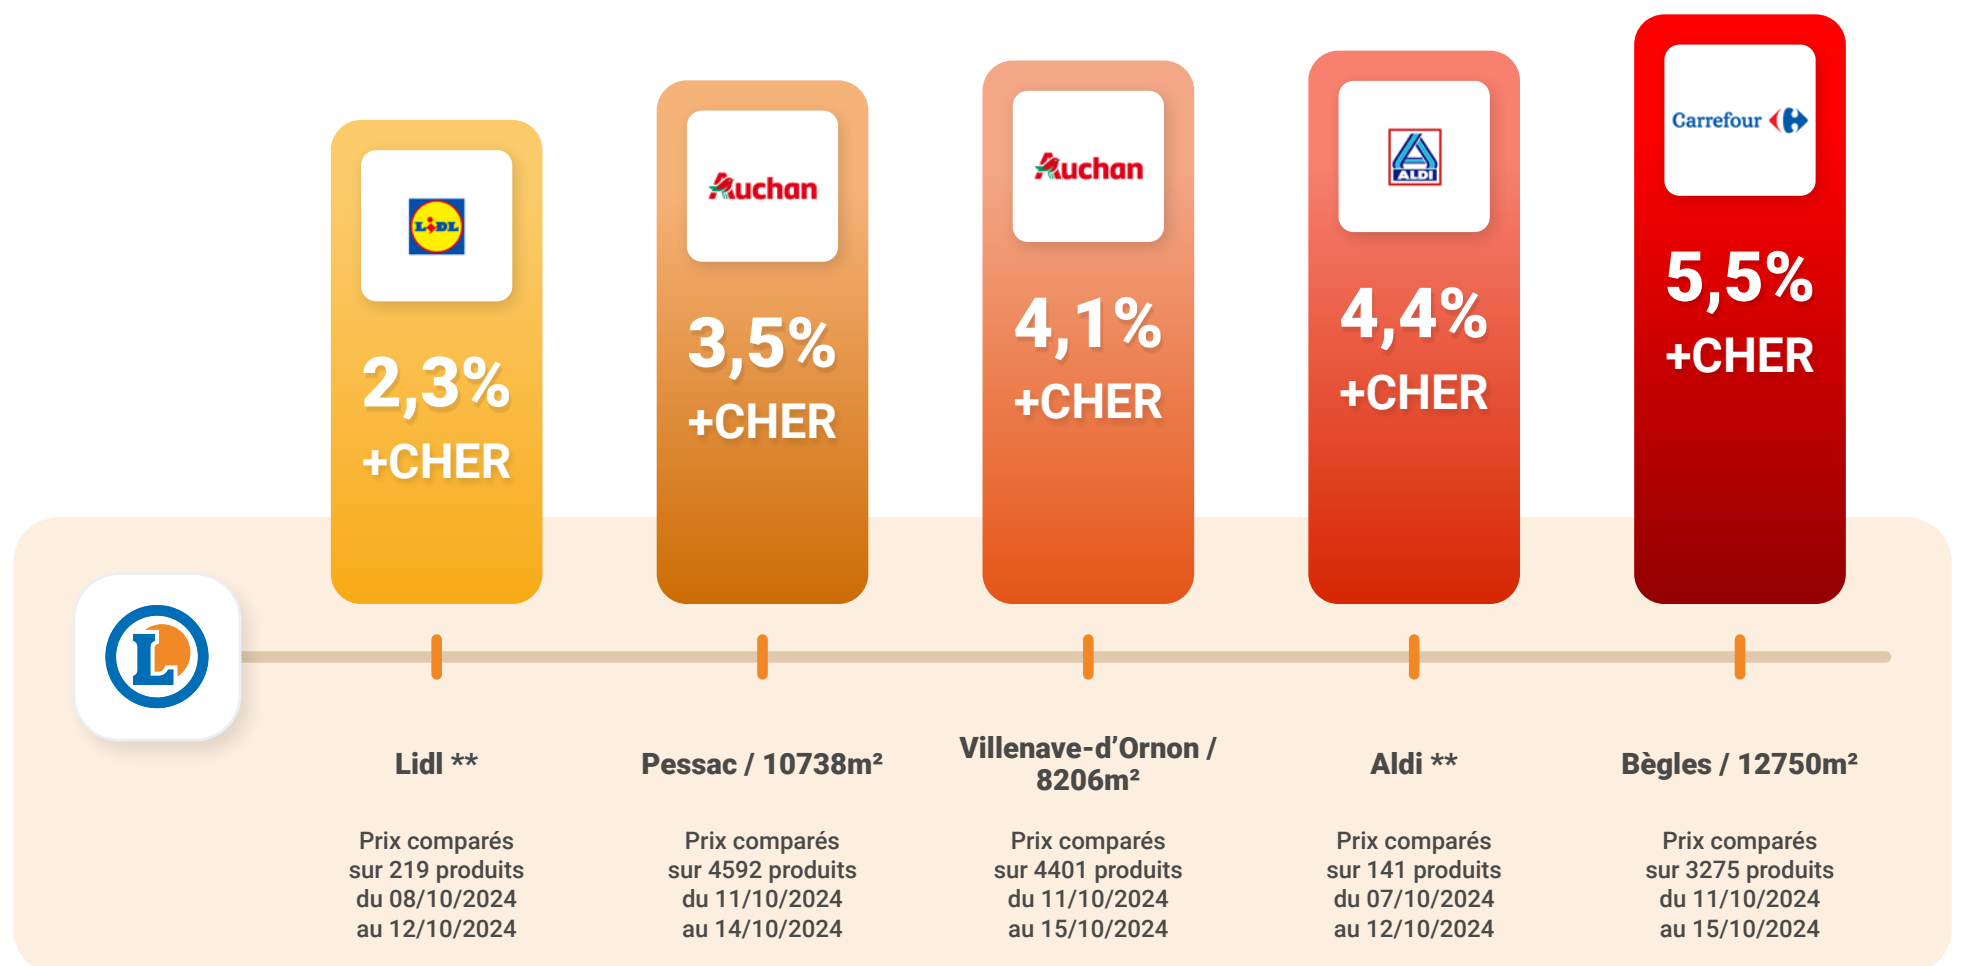 LIDL
2,3%
+CHER
Auchan
3,5%
+CHER
Auchan
4,1%
+CHER
ALDI
4,4%
+CHER
Carrefour
5,5%
+CHER
L
Lidl **
Prix comparés
sur 219 produits
du 08/10/2024
au 12/10/2024
Pessac / 10738m²
Prix comparés
sur 4592 produits
du 11/10/2024
au 14/10/2024
Villenave-d’Ornon /
8206m²
Prix comparés
sur 4401 produits
du 11/10/2024
au 15/10/2024
Aldi **
Prix comparés
sur 141 produits
du 07/10/2024
au 12/10/2024
Bègles / 12750m²
Prix comparés
sur 3275 produits
du 11/10/2024
au 15/10/2024